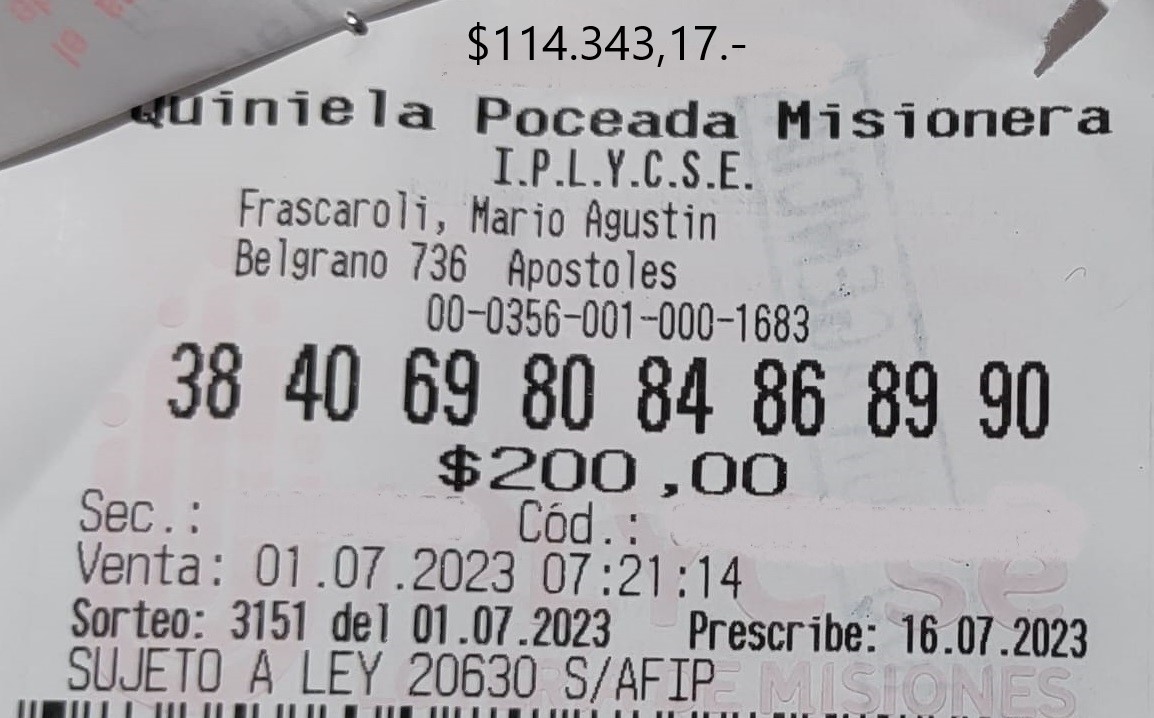 $114.343,17.-
Quiniela Poceada Misionera
I.P.L.Y.C.S.E.
Frascaroli, Mario Agustin
Belgrano 736 Apostoles
00-0356-001-000-1683
38 40 69 80 84 86 89 90
$200,00
Sec.: Cód.:
Venta: 01.07.2023 07:21:14
Sorteo: 3151 del 01.07.2023 Prescribe: 16.07.2023
SUJETO A LEY 20630 S/AFIP
DE MISIONES